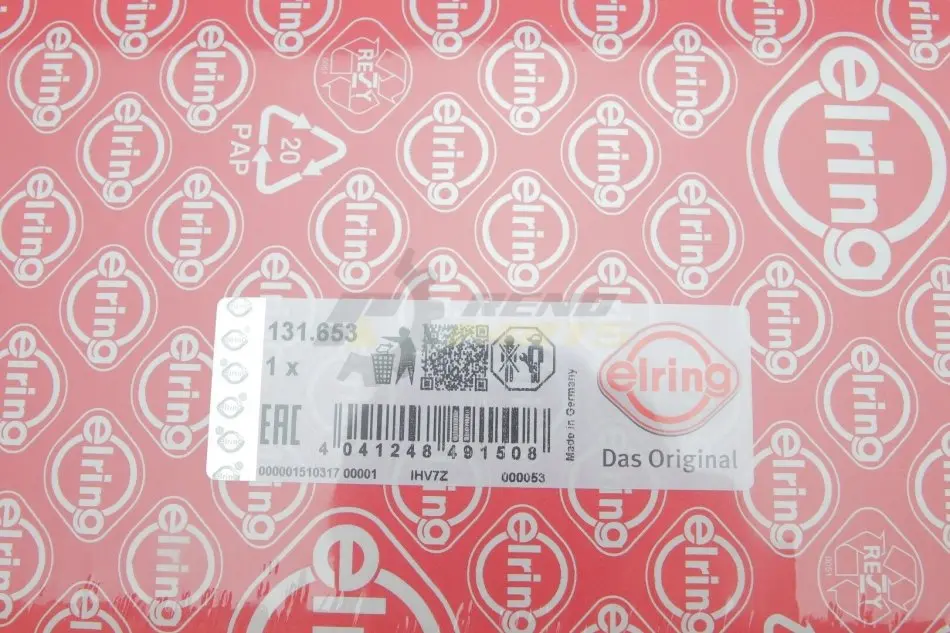 elring
REZY
20
PAP
131.653
1 x
EAC
4 041248 491508
Made in Germany
000001510317 00001
IHV7Z
000053
elring
Das Original
REZY